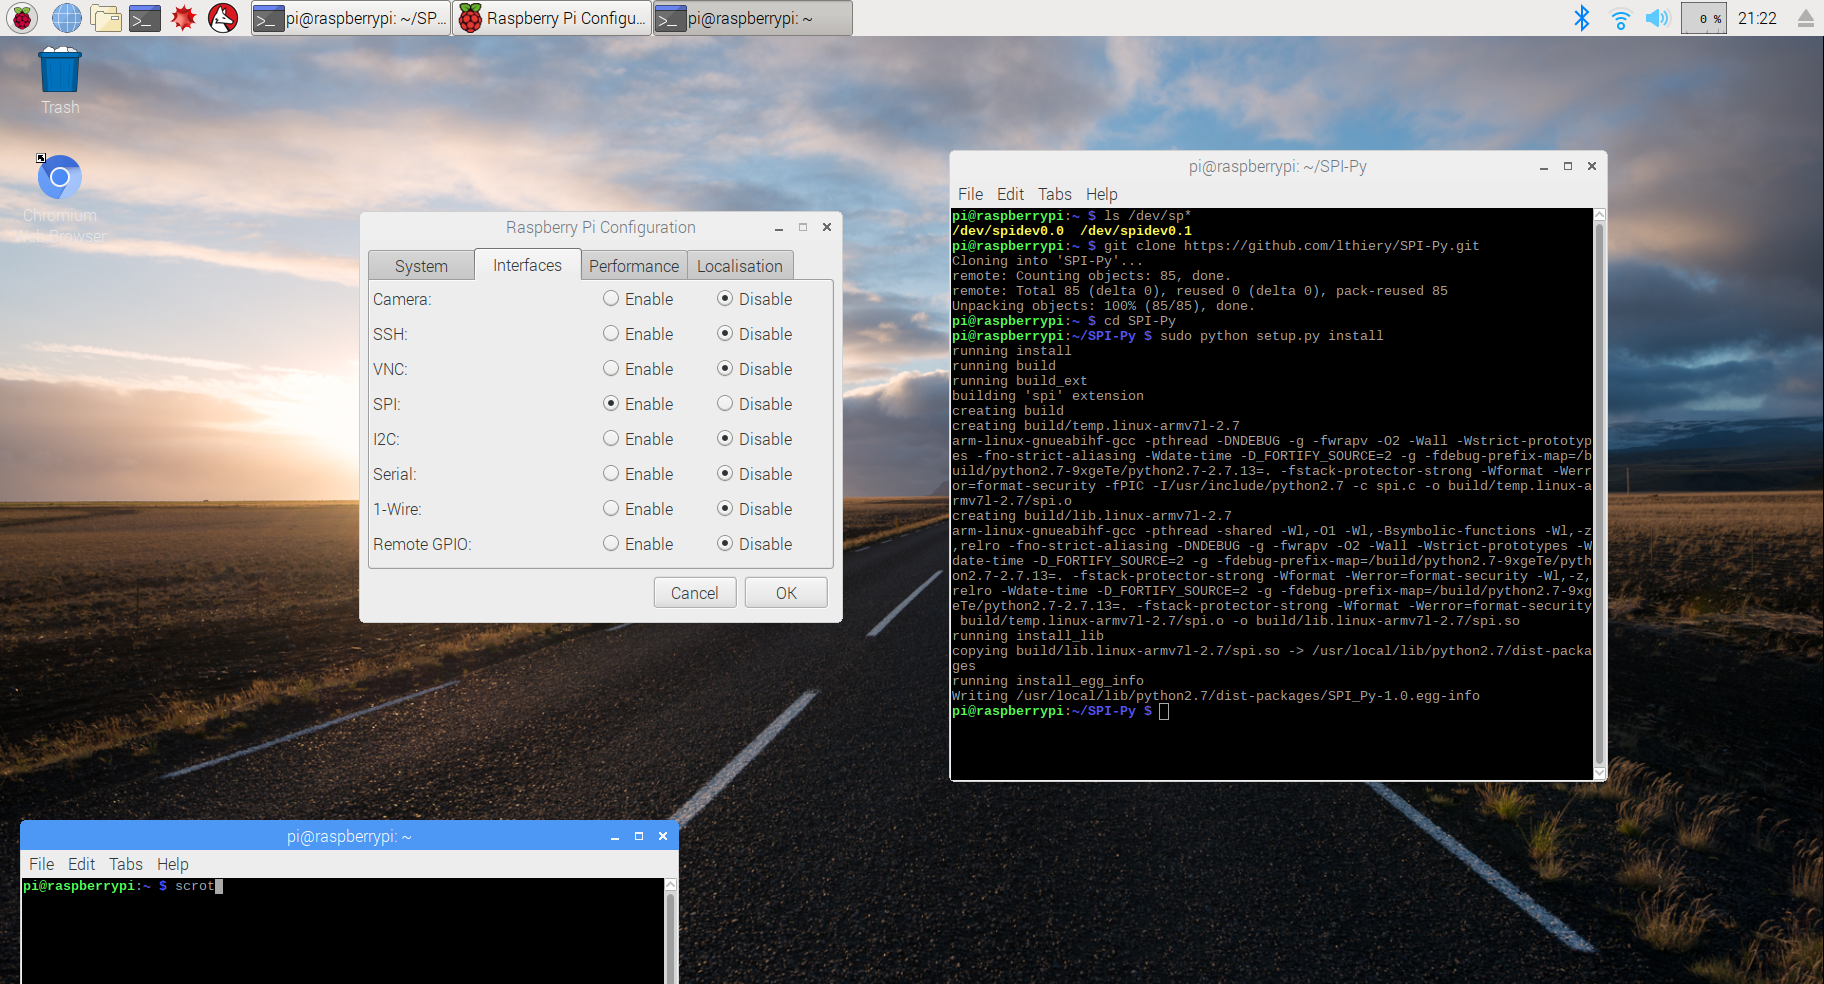 pi@raspberrypi: ~/SP...
Raspberry Pi Configu...
pi@raspberrypi: ~
0 %
21:22
Trash
Chromium
Web Browser
Raspberry Pi Configuration
System
Interfaces
Performance
Localisation
Camera: Enable Disable
SSH: Enable Disable
VNC: Enable Disable
SPI: Enable Disable
I2C: Enable Disable
Serial: Enable Disable
1-Wire: Enable Disable
Remote GPIO: Enable Disable
Cancel OK
pi@raspberrypi: ~/SPI-Py
File Edit Tabs Help
pi@raspberrypi:~ $ ls /dev/sp*
/dev/spidev0.0  /dev/spidev0.1
pi@raspberrypi:~ $ git clone https://github.com/lthiery/SPI-Py.git
Cloning into 'SPI-Py'...
remote: Counting objects: 85, done.
remote: Total 85 (delta 0), reused 0 (delta 0), pack-reused 85
Unpacking objects: 100% (85/85), done.
pi@raspberrypi:~ $ cd SPI-Py
pi@raspberrypi:~/SPI-Py $ sudo python setup.py install
running install
running build
running build_ext
building 'spi' extension
creating build
creating build/temp.linux-armv7l-2.7
arm-linux-gnueabihf-gcc -pthread -DNDEBUG -g -fwrapv -O2 -Wall -Wstrict-prototyp
es -fno-strict-aliasing -Wdate-time -D_FORTIFY_SOURCE=2 -g -fdebug-prefix-map=/b
uild/python2.7-9xgeTe/python2.7-2.7.13=. -fstack-protector-strong -Wformat -Werr
or=format-security -fPIC -I/usr/include/python2.7 -c spi.c -o build/temp.linux-a
rmv7l-2.7/spi.o
creating build/lib.linux-armv7l-2.7
arm-linux-gnueabihf-gcc -pthread -shared -Wl,-O1 -Wl,-Bsymbolic-functions -Wl,-z
,relro -fno-strict-aliasing -DNDEBUG -g -fwrapv -O2 -Wall -Wstrict-prototypes -W
date-time -D_FORTIFY_SOURCE=2 -g -fdebug-prefix-map=/build/python2.7-9xgeTe/pyth
on2.7-2.7.13=. -fstack-protector-strong -Wformat -Werror=format-security -Wl,-z,
relro -Wdate-time -D_FORTIFY_SOURCE=2 -g -fdebug-prefix-map=/build/python2.7-9xg
eTe/python2.7-2.7.13=. -fstack-protector-strong -Wformat -Werror=format-security
 build/temp.linux-armv7l-2.7/spi.o -o build/lib.linux-armv7l-2.7/spi.so
running install_lib
copying build/lib.linux-armv7l-2.7/spi.so -> /usr/local/lib/python2.7/dist-packa
ges
running install_egg_info
Writing /usr/local/lib/python2.7/dist-packages/SPI_Py-1.0.egg-info
pi@raspberrypi:~/SPI-Py $
pi@raspberrypi: ~
File Edit Tabs Help
pi@raspberrypi:~ $ scrot